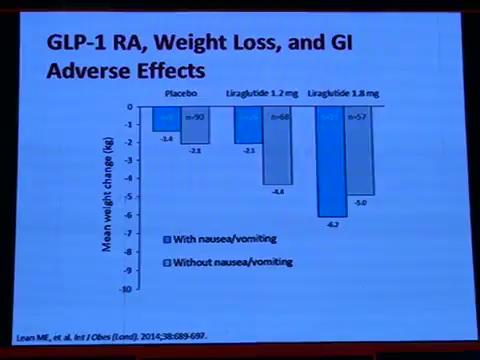 GLP-1 RA, Weight Loss, and GI
Adverse Effects
Placebo
Liraglutide 1.2 mg
Liraglutide 1.8 mg
0
-1
-2
-3
-4
-5
-6
-7
-8
-9
-10
Mean weight change (kg)
n=90
n=68
n=57
-1.4
-2.1
-2.1
-4.4
-6.2
-5.0
With nausea/vomiting
Without nausea/vomiting
Lean ME, et al. Int J Obes (Lond). 2014;38:689-697.